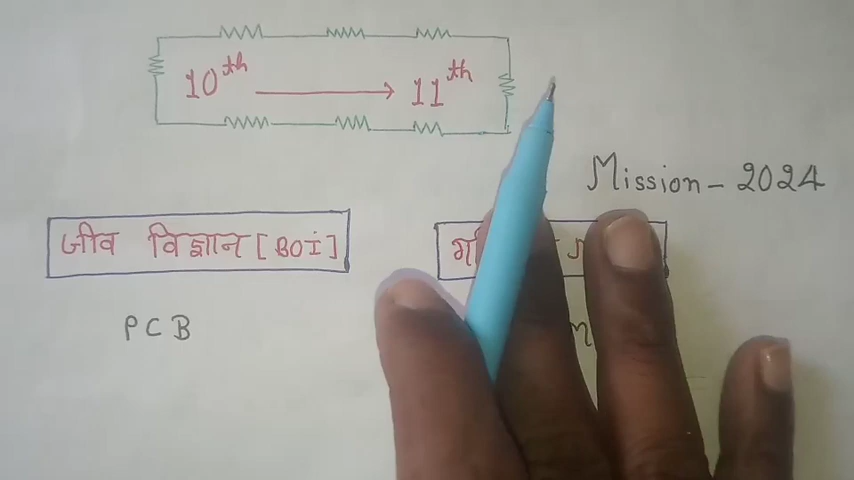 10th → 11th
Mission - 2024
जीव विज्ञान [BOI]
PCB